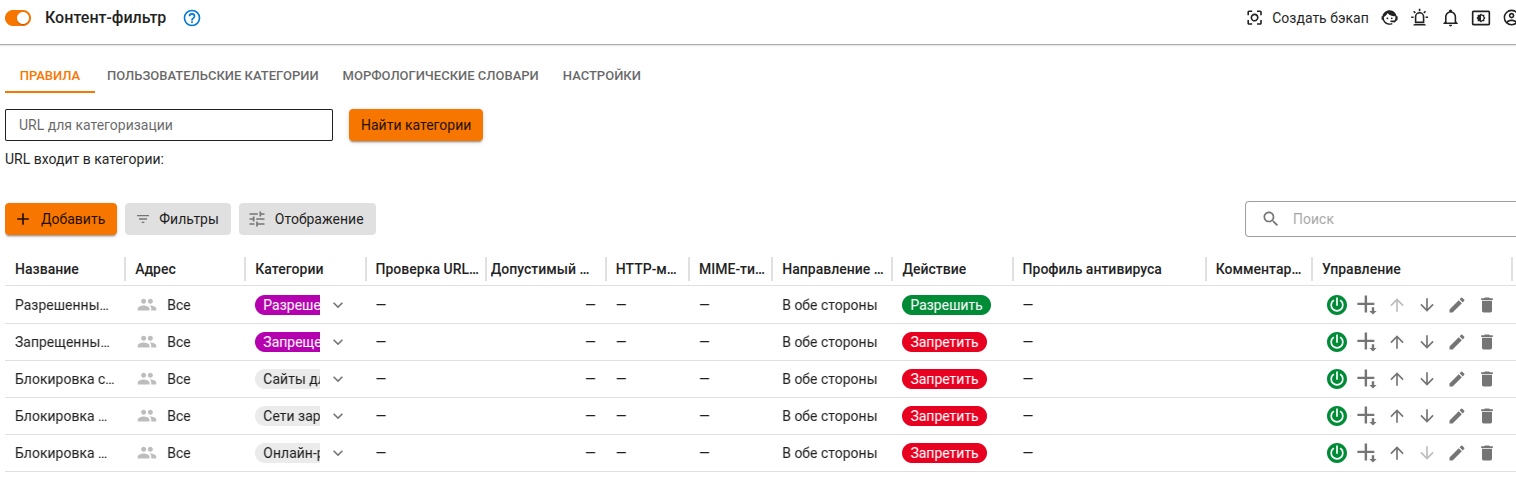 Контент-фильтр
Создать бэкап
ПРАВИЛА ПОЛЬЗОВАТЕЛЬСКИЕ КАТЕГОРИИ МОРФОЛОГИЧЕСКИЕ СЛОВАРИ НАСТРОЙКИ
URL для категоризации Найти категории
URL входит в категории:
Добавить Фильтры Отображение Поиск
Название Адрес Категории Проверка URL... Допустимый ... HTTP-м... MIME-ти... Направление ... Действие Профиль антивируса Комментар... Управление
Разрешенны... Все Разреше — — — — В обе стороны Разрешить —
Запрещенны... Все Запреще — — — — В обе стороны Запретить —
Блокировка с... Все Сайты дл — — — — В обе стороны Запретить —
Блокировка ... Все Сети зар — — — — В обе стороны Запретить —
Блокировка ... Все Онлайн-р — — — — В обе стороны Запретить —